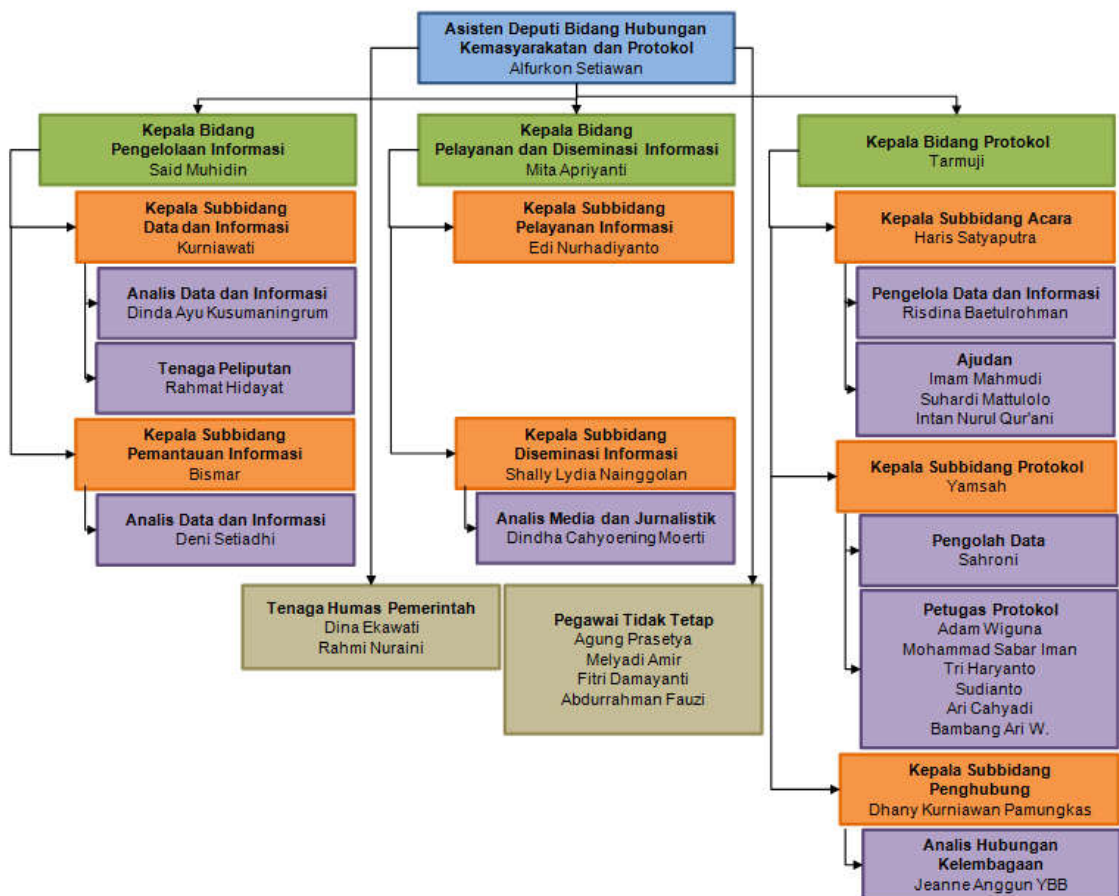 Asisten Deputi Bidang Hubungan
Kemasyarakatan dan Protokol
Alfurkon Setiawan
Kepala Bidang
Pengelolaan Informasi
Said Muhidin
Kepala Subbidang
Data dan Informasi
Kurniawati
Analis Data dan Informasi
Dinda Ayu Kusumaningrum
Tenaga Peliputan
Rahmat Hidayat
Kepala Subbidang
Pemantauan Informasi
Bismar
Analis Data dan Informasi
Deni Setiadhi
Kepala Bidang
Pelayanan dan Diseminasi Informasi
Mita Apriyanti
Kepala Subbidang
Pelayanan Informasi
Edi Nurhadiyanto
Kepala Subbidang
Diseminasi Informasi
Shally Lydia Nainggolan
Analis Media dan Jurnalistik
Dindha Cahyoening Moerti
Kepala Bidang Protokol
Tarmuji
Kepala Subbidang Acara
Haris Satyaputra
Pengelola Data dan Informasi
Risdina Baetulrohman
Ajudan
Imam Mahmudi
Suhardi Mattulolo
Intan Nurul Qur'ani
Kepala Subbidang Protokol
Yamsah
Pengolah Data
Sahroni
Petugas Protokol
Adam Wiguna
Mohammad Sabar Iman
Tri Haryanto
Sudianto
Ari Cahyadi
Bambang Ari W.
Kepala Subbidang
Penghubung
Dhany Kurniawan Pamungkas
Analis Hubungan
Kelembagaan
Jeanne Anggun YBB
Tenaga Humas Pemerintah
Dina Ekawati
Rahmi Nuraini
Pegawai Tidak Tetap
Agung Prasetya
Melyadi Amir
Fitri Damayanti
Abdurrahman Fauzi